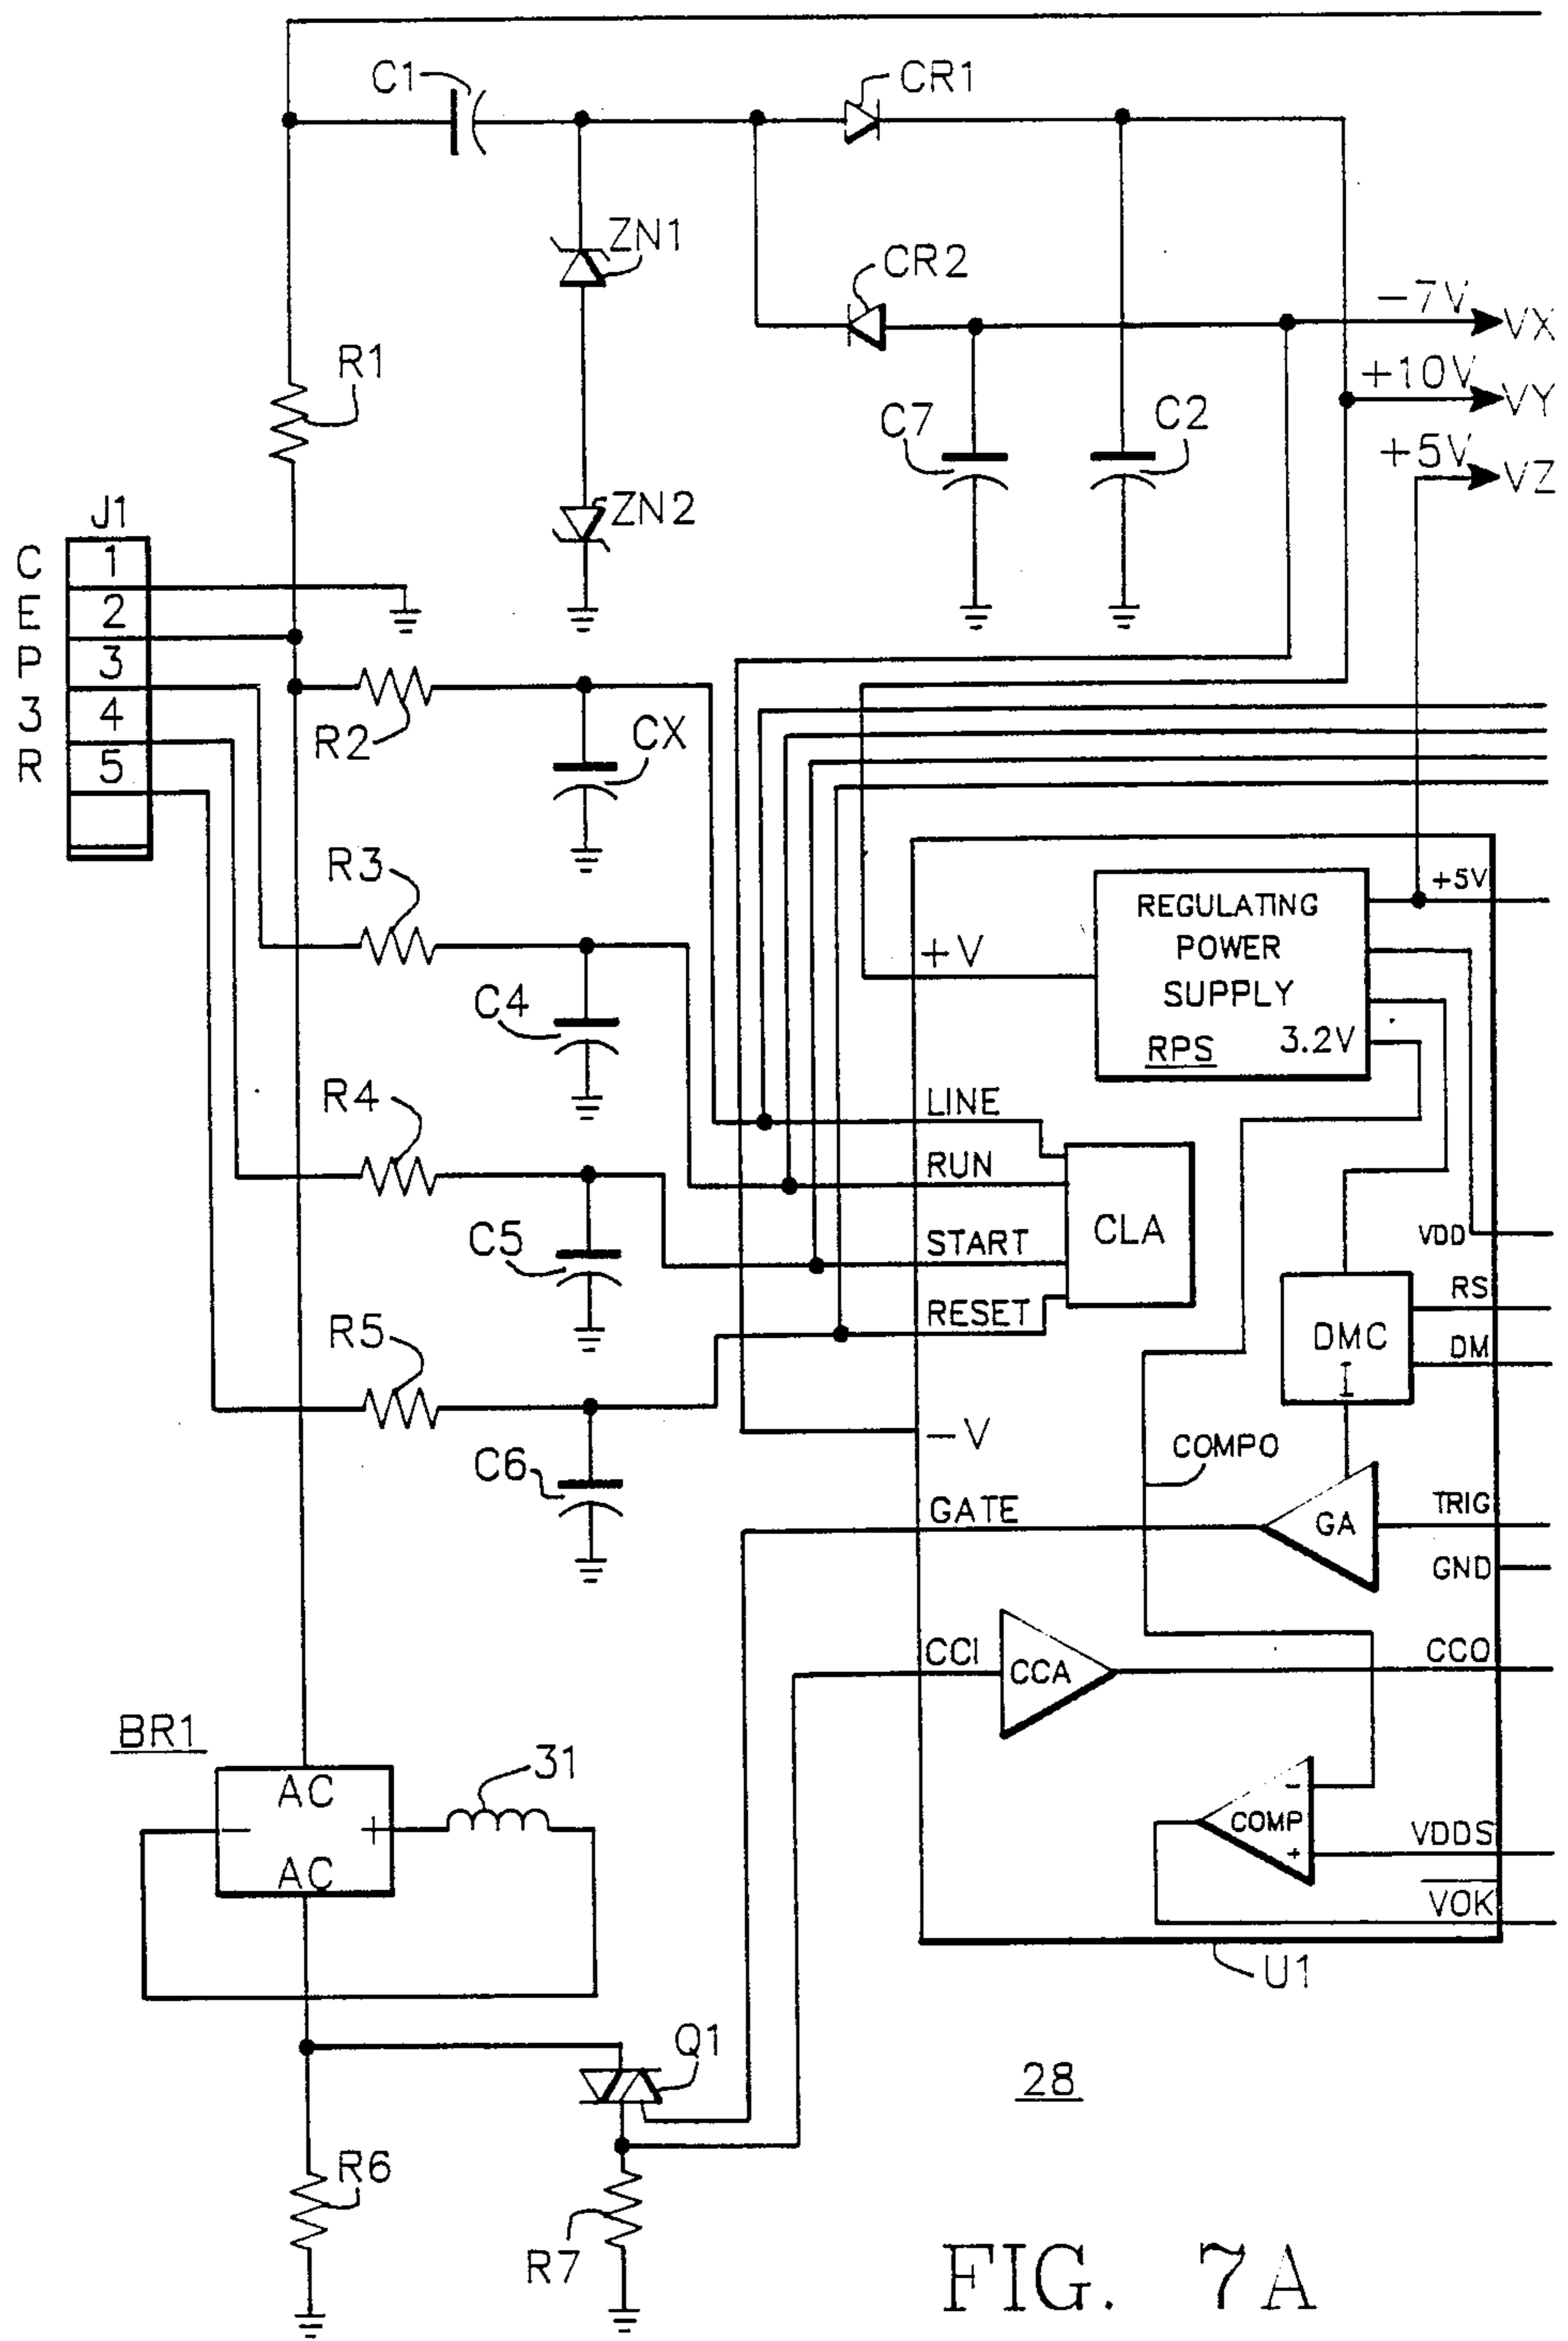 C1
CR1
ZN1
CR2
-7V
VX
R1
+10V
VY
C7
C2
+5V
VZ
ZN2
J1
C 1
E 2
P 3
3 4
R 5
R2
CX
R3
+5V
REGULATING
POWER
SUPPLY
RPS 3.2V
+V
C4
R4
LINE
RUN
CLA
START
RESET
C5
VDD
RS
DMC
DM
R5
-V
C6
COMPO
GATE
GA
TRIG
GND
CCI
CCA
CCO
BR1
AC
31
- +
AC
-
COMP
+
VDDS
VOK
U1
Q1
28
R6
R7
FIG. 7A